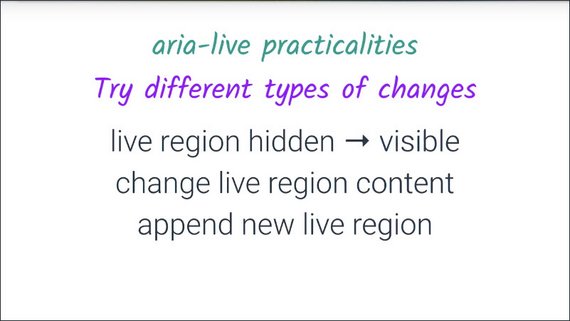 aria-live practicalities
Try different types of changes
live region hidden → visible
change live region content
append new live region